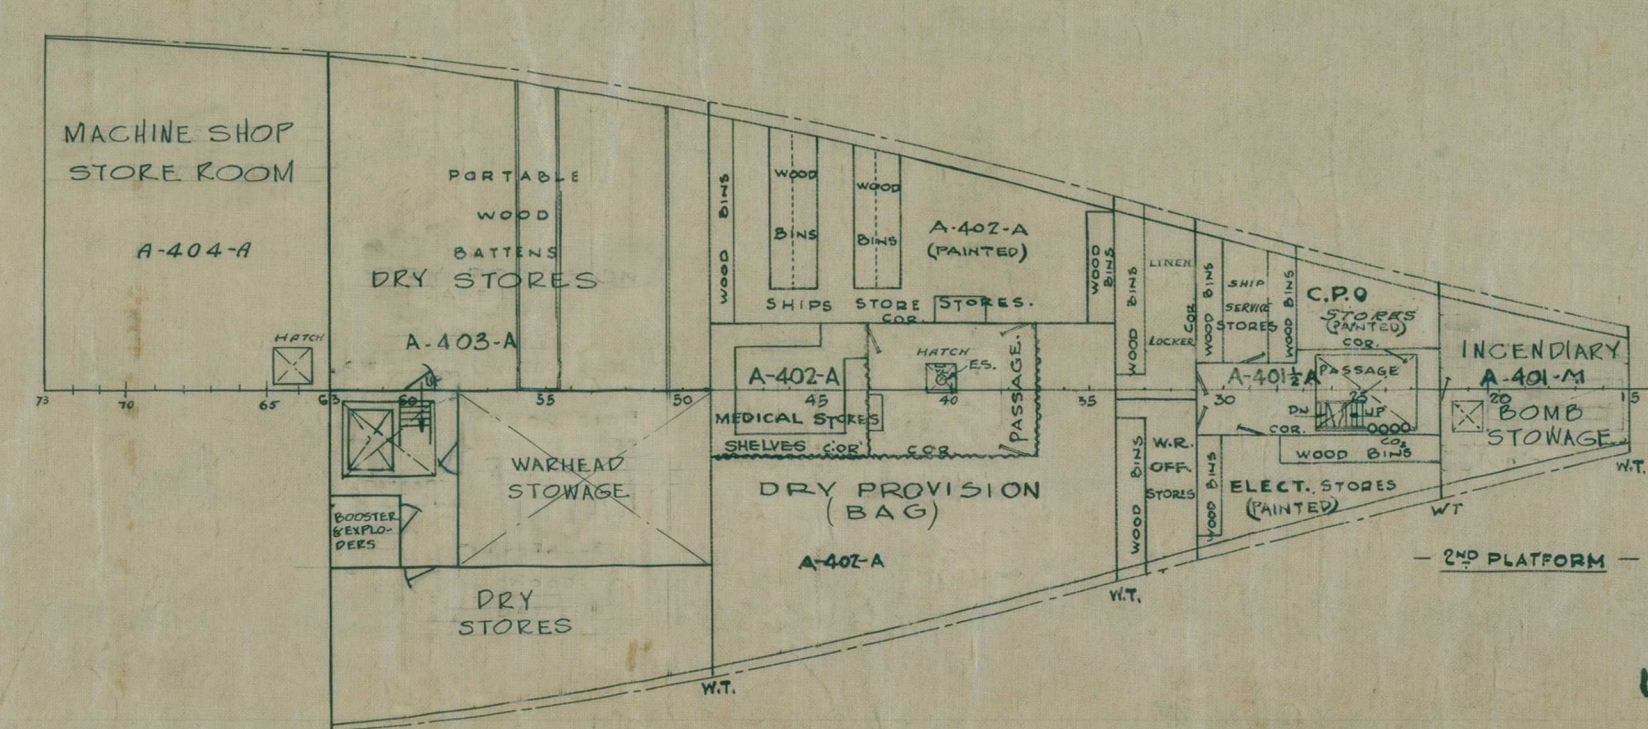 MACHINE SHOP
STORE ROOM
A-404-A
HATCH
PORTABLE
WOOD
BATTENS
DRY STORES
A-403-A
WOOD BINS
WOOD
BINS
WOOD
BINS
A-402-A
(PAINTED)
SHIPS STORE STORES.
COR.
WOOD BINS
WOOD BINS
LINEN
LOCKER
COR
WOOD BINS
SHIP
SERVICE
STORES
WOOD BINS
C.P.O
STORES
(PAINTED)
COR.
INCENDIARY
A-401-M
BOMB
STOWAGE
HATCH
ES.
PASSAGE.
A-402-A
MEDICAL STORES
SHELVES COR
COR
A-401½A
PASSAGE
DN
UP
COR.
CO2
WOOD BINS
73 70 65 63 60 55 50 45 40 35 30 25 20 15
WARHEAD
STOWAGE
BOOSTER
& EXPLO-
DERS
DRY
STORES
DRY PROVISION
(BAG)
A-402-A
WOOD BINS
W.R.
OFF.
STORES
WOOD BINS
ELECT. STORES
(PAINTED)
W.T.
WT
W.T.
W.T.
— 2ND PLATFORM —